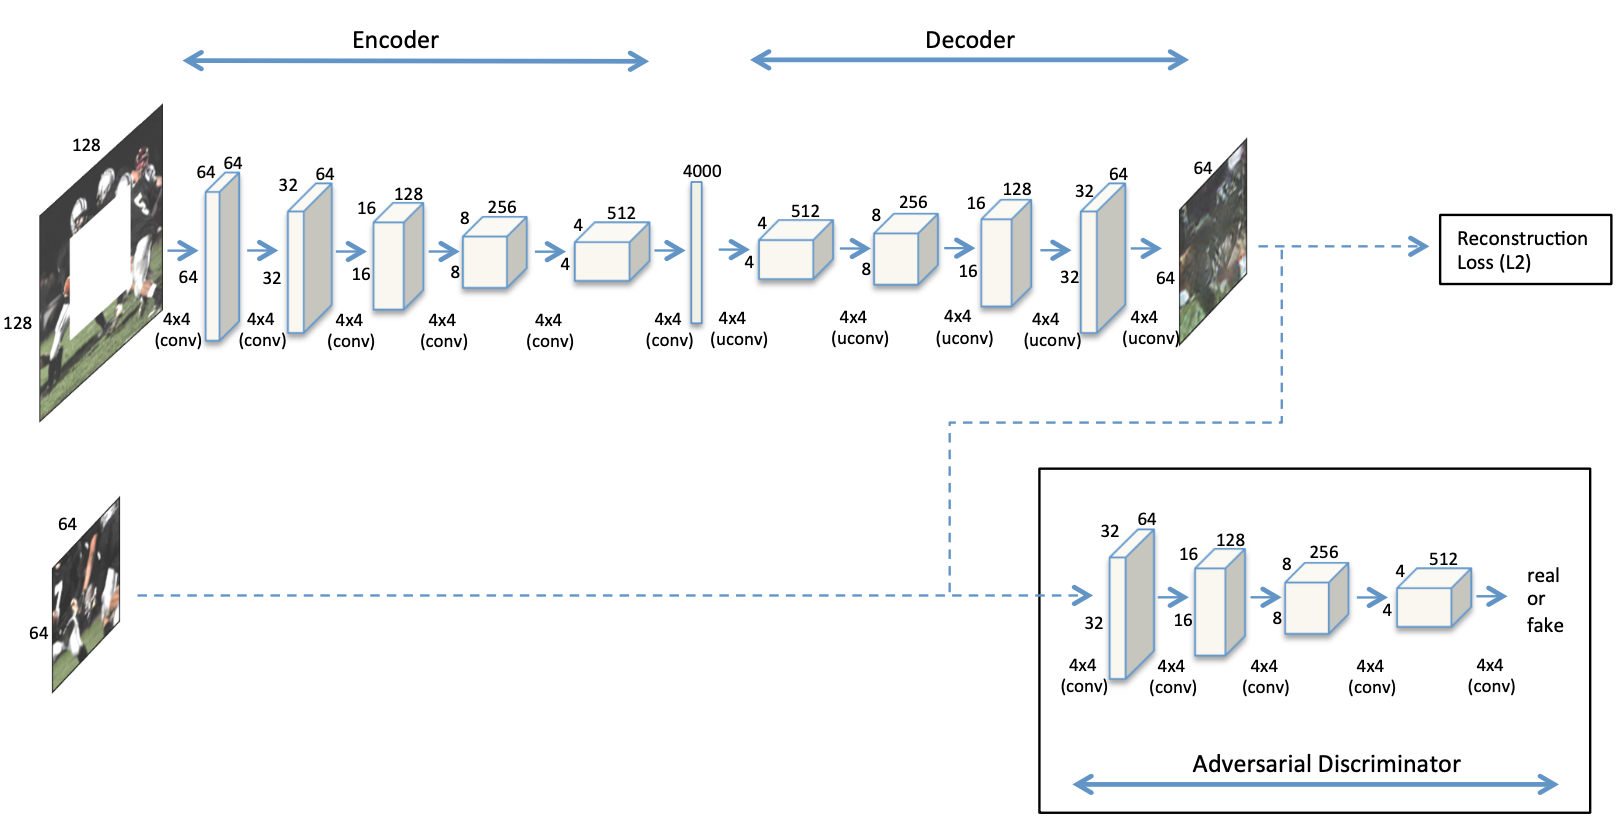 Encoder
Decoder
128
128
64
64
64
4x4
(conv)
32
64
32
4x4
(conv)
16
128
16
4x4
(conv)
8
256
8
4x4
(conv)
4
512
4
4x4
(conv)
4000
4x4
(conv)
4x4
(uconv)
4
512
4
8
256
8
4x4
(uconv)
16
128
16
4x4
(uconv)
32
64
32
4x4
(uconv)
64
64
4x4
(uconv)
Reconstruction
Loss (L2)
64
64
32
64
32
4x4
(conv)
16
128
16
4x4
(conv)
8
256
8
4x4
(conv)
4
512
4
4x4
(conv)
4x4
(conv)
real
or
fake
Adversarial Discriminator